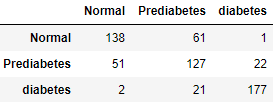 Normal Prediabetes diabetes
Normal 138 61 1
Prediabetes 51 127 22
diabetes 2 21 177